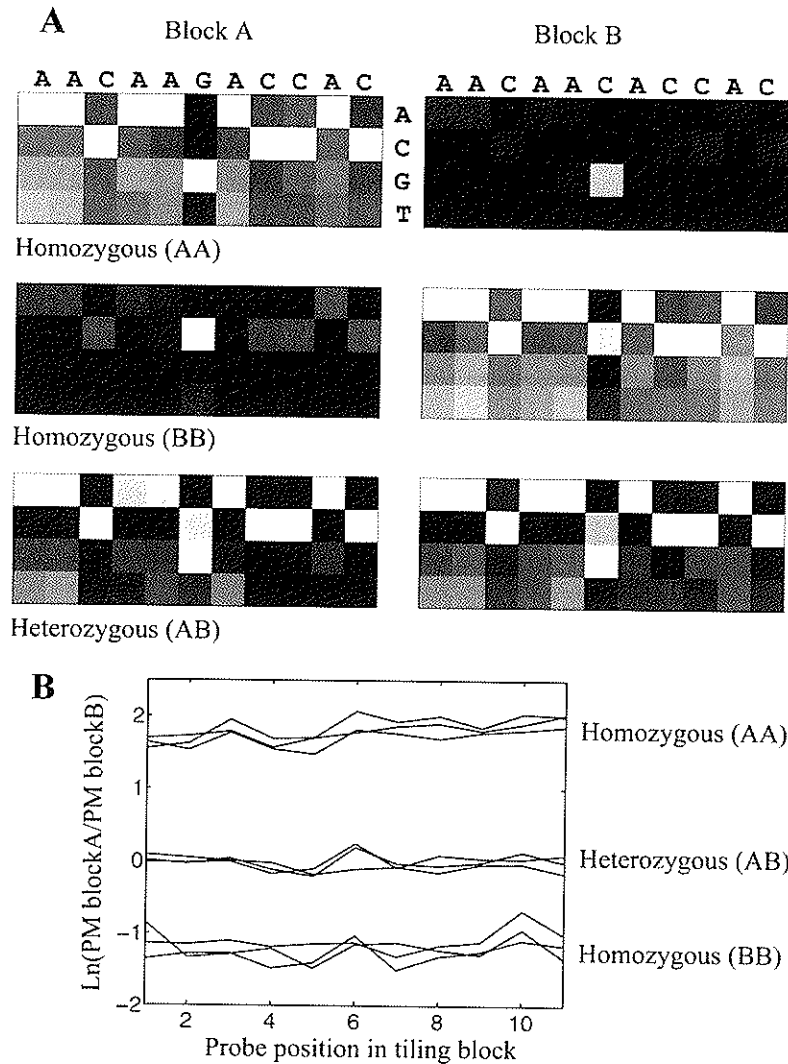 A
Block A
Block B
A A C A A G A C C A C
A A C A A C A C C A C
A
C
G
T
Homozygous (AA)
Homozygous (BB)
Heterozygous (AB)
B
Ln(PM blockA/PM blockB)
2
1
0
-1
-2
2 4 6 8 10
Probe position in tiling block
Homozygous (AA)
Heterozygous (AB)
Homozygous (BB)